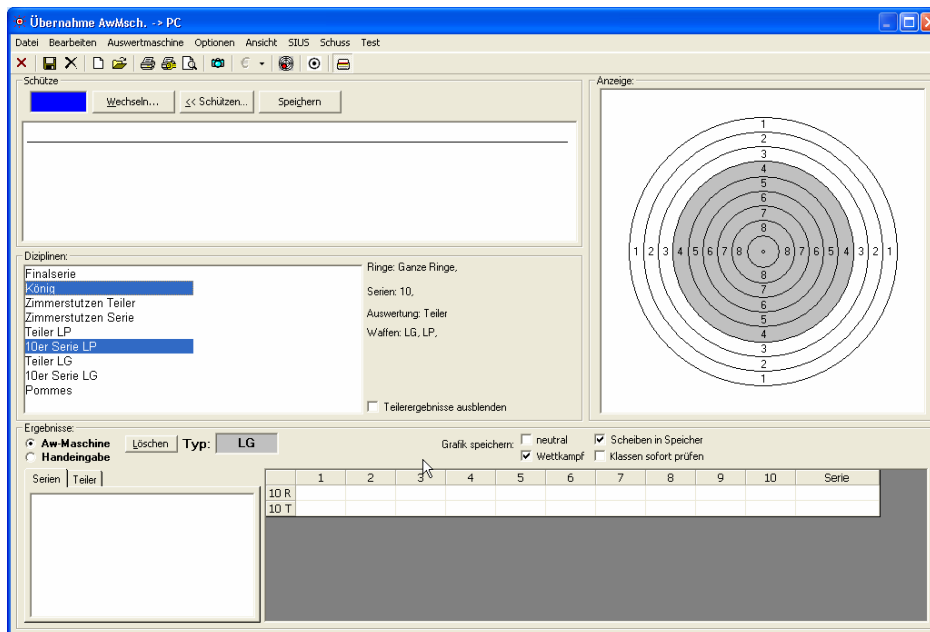 Übernahme AwMsch. -> PC
Datei Bearbeiten Auswertmaschine Optionen Ansicht SIUS Schuss Test
€
Schütze
Wechseln...
<< Schützen...
Speichern
Anzeige:
1
2
3
4
5
6
7
8
1 2 3 4 5 6 7 8 8 7 6 5 4 3 2 1
8
7
6
5
4
3
2
1
Diziplinen:
Finalserie
König
Zimmerstutzen Teiler
Zimmerstutzen Serie
Teiler LP
10er Serie LP
Teiler LG
10er Serie LG
Pommes
Ringe: Ganze Ringe,
Serien: 10,
Auswertung: Teiler
Waffen: LG, LP,
Teilerergebnisse ausblenden
Ergebnisse:
Aw-Maschine
Handeingabe
Löschen
Typ: LG
Grafik speichern:
neutral
Wettkampf
Scheiben in Speicher
Klassen sofort prüfen
Serien Teiler
1 2 3 4 5 6 7 8 9 10 Serie
10 R
10 T